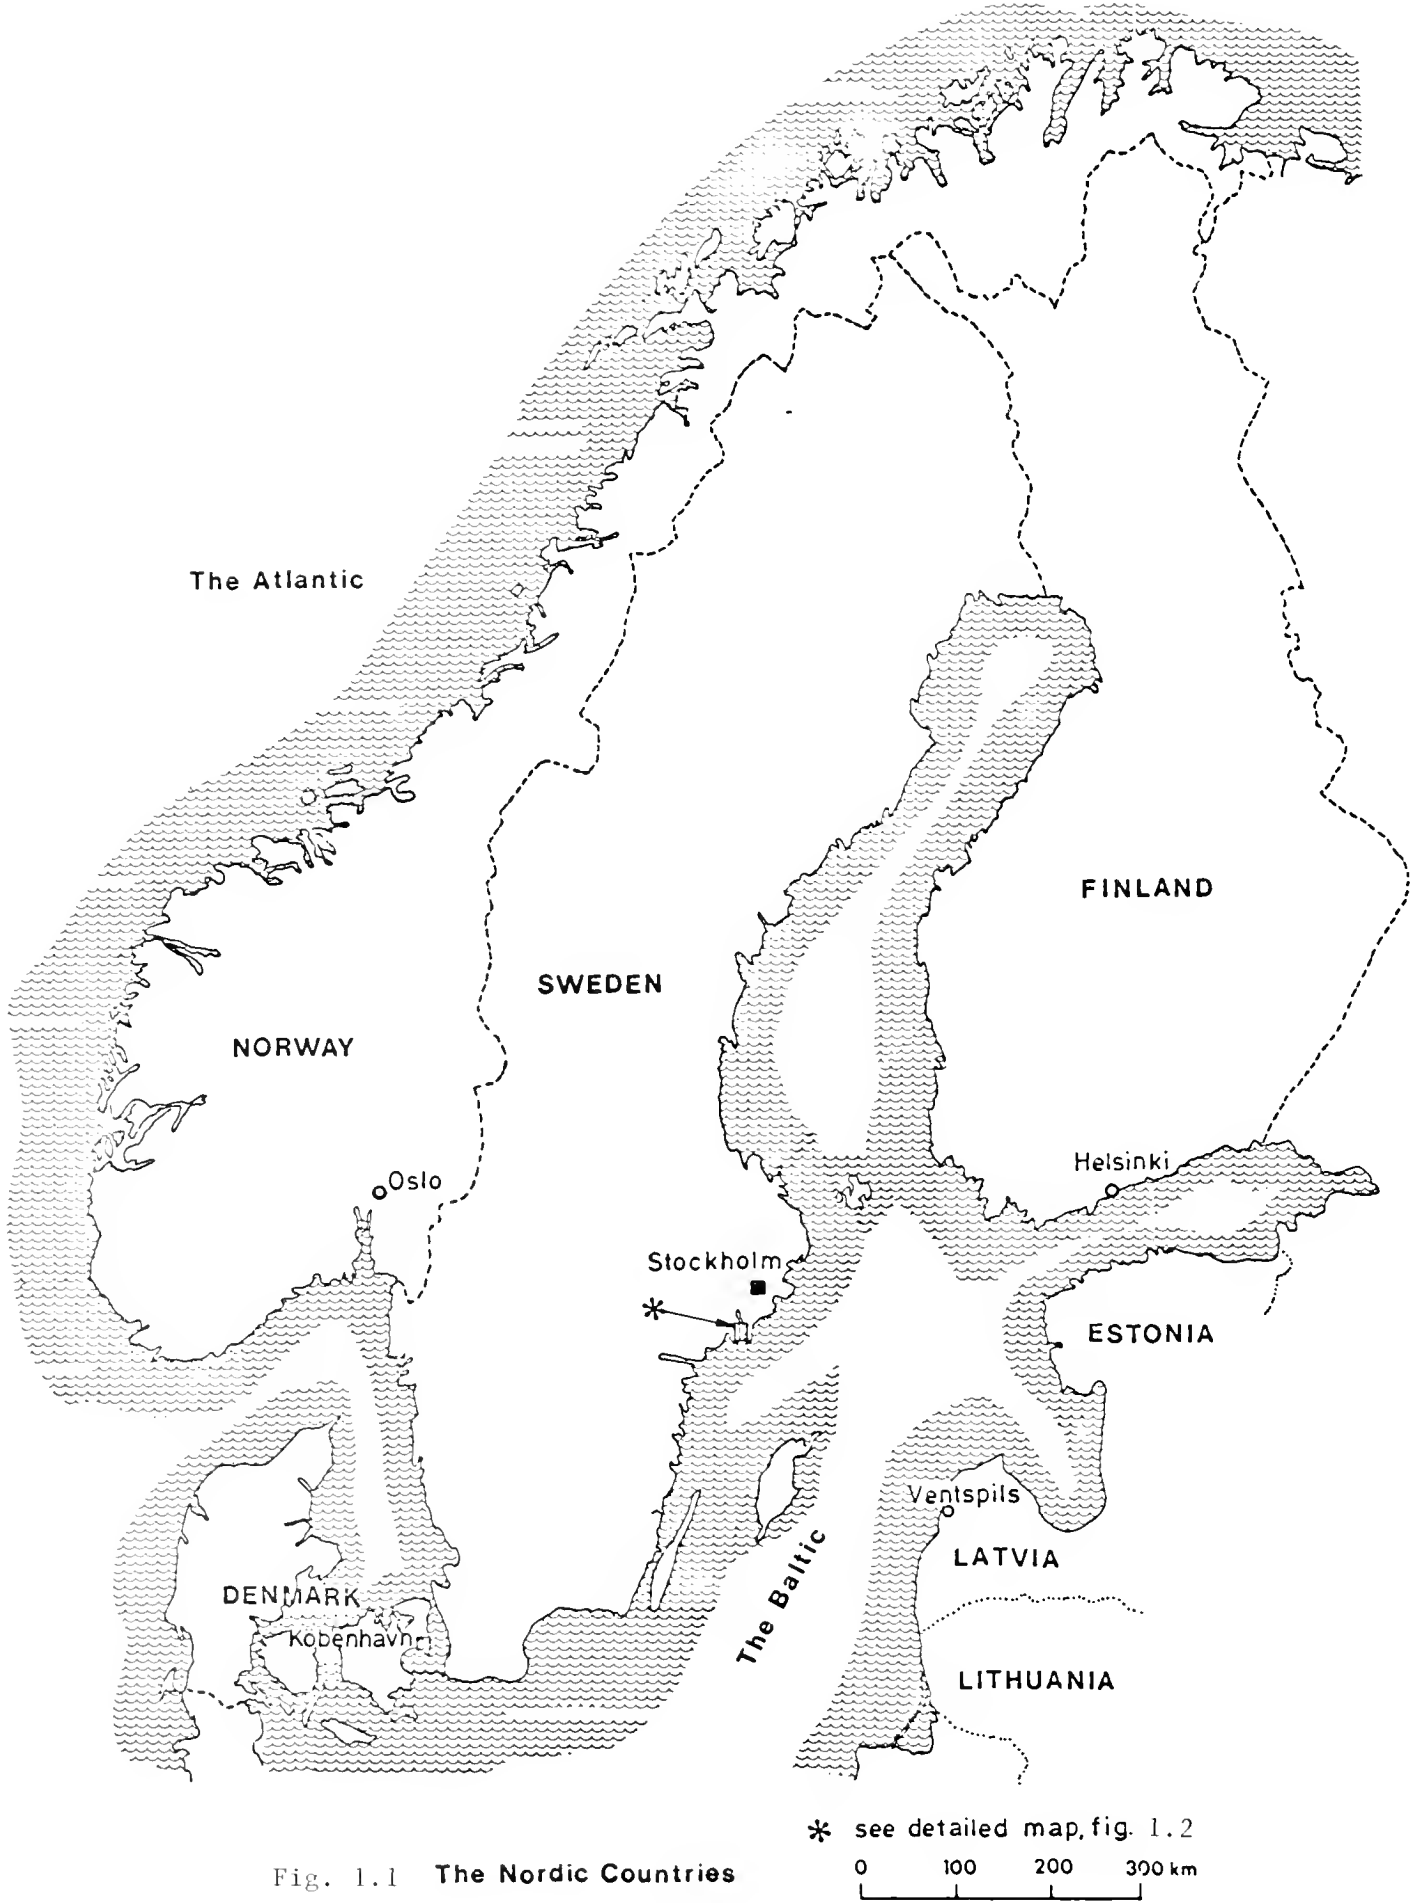 The Atlantic
FINLAND
SWEDEN
NORWAY
Helsinki
Oslo
Stockholm
*
ESTONIA
Ventspils
The Baltic
LATVIA
DENMARK
Kobenhavn
LITHUANIA
* see detailed map, fig. 1.2
Fig. 1.1 The Nordic Countries
0 100 200 300 km